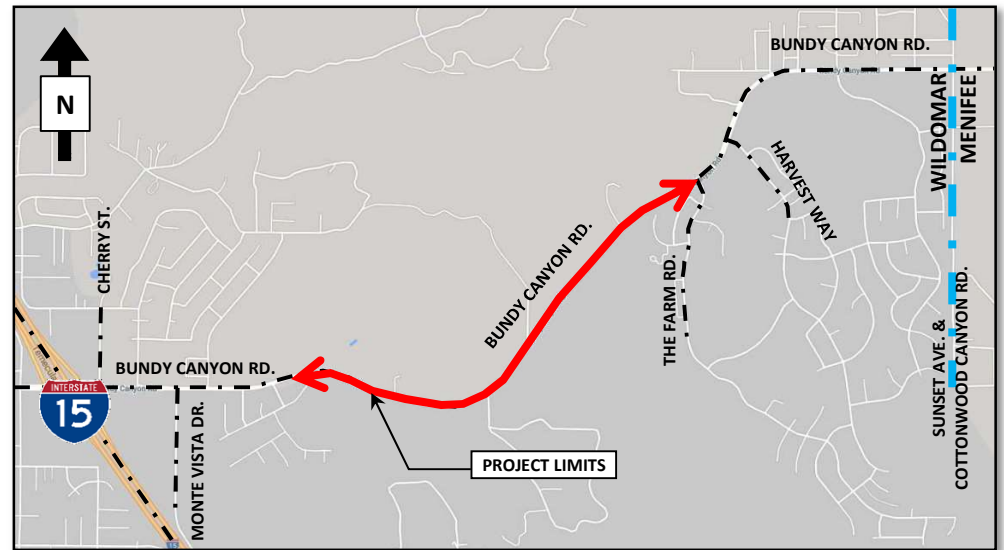 BUNDY CANYON RD.
N
WILDOMAR
MENIFEE
HARVEST WAY
CHERRY ST.
BUNDY CANYON RD.
THE FARM RD.
SUNSET AVE. &
COTTONWOOD CANYON RD.
BUNDY CANYON RD.
INTERSTATE
15
MONTE VISTA DR.
PROJECT LIMITS
15